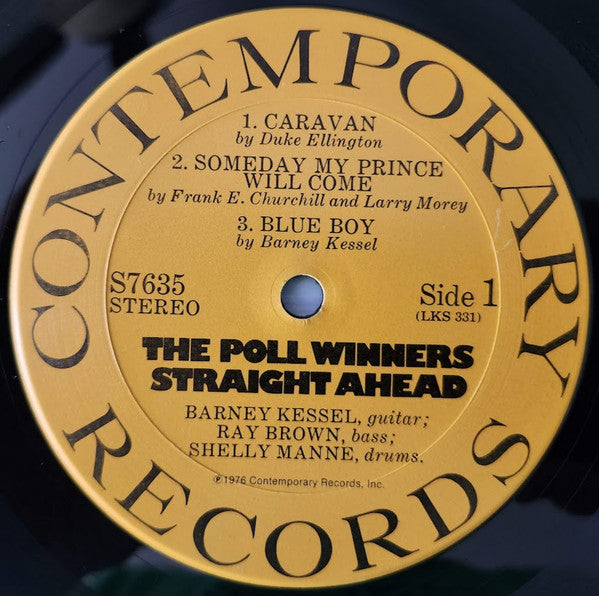 CONTEMPORARY
1. CARAVAN
by Duke Ellington
2. SOMEDAY MY PRINCE
WILL COME
by Frank E. Churchill and Larry Morey
3. BLUE BOY
by Barney Kessel
S7635
STEREO
Side 1
(LKS 331)
THE POLL WINNERS
STRAIGHT AHEAD
BARNEY KESSEL, guitar;
RAY BROWN, bass;
SHELLY MANNE, drums.
℗1976 Contemporary Records, Inc.
RECORDS